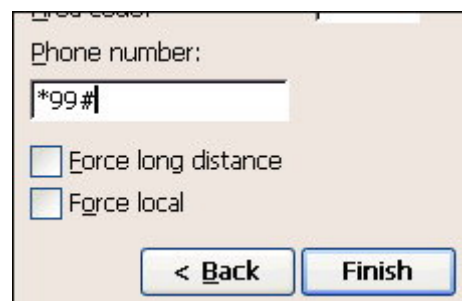 Phone number:
*99#
Force long distance
Force local
< Back
Finish